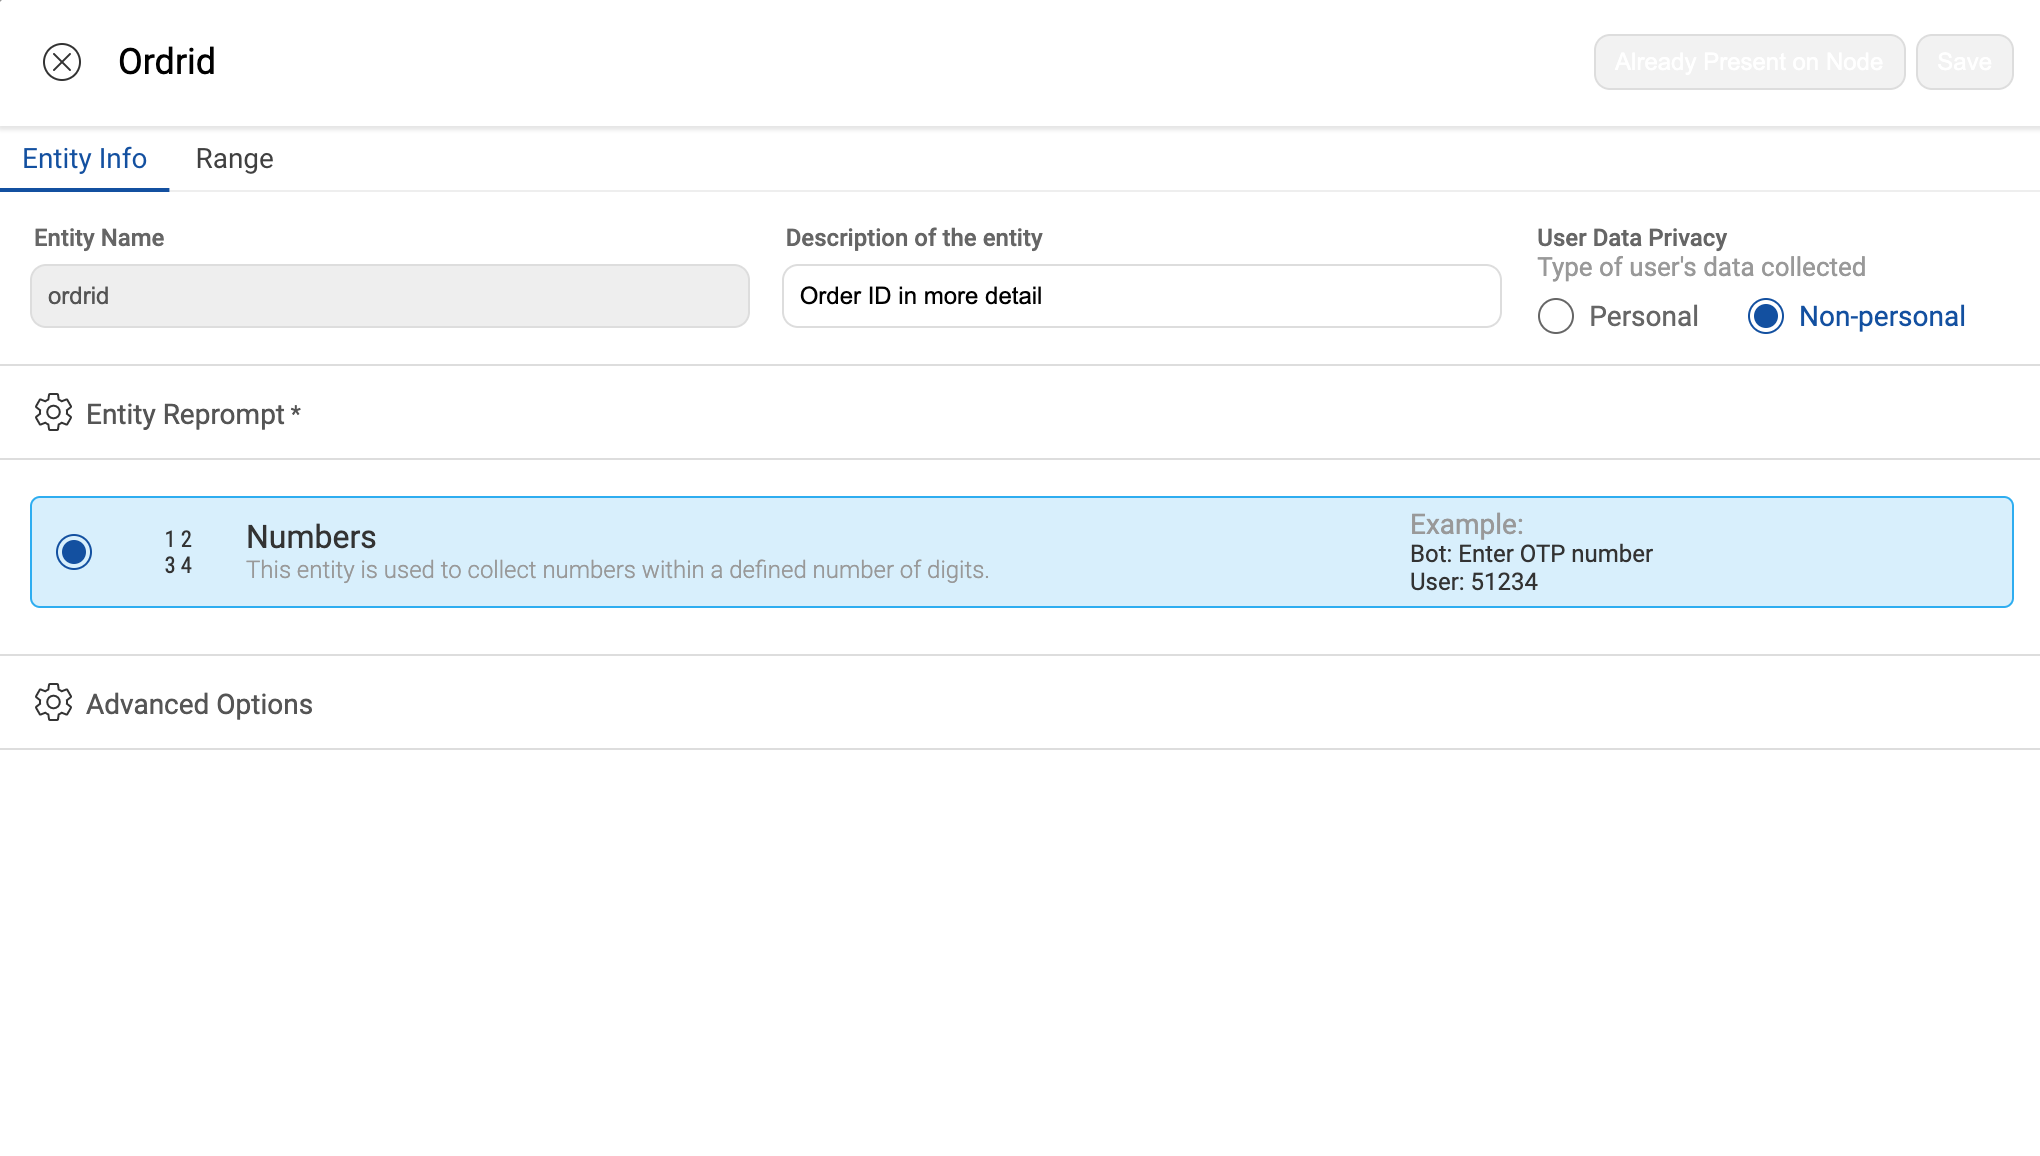 Ordrid
Already Present on Node
Save
Entity Info
Range
Entity Name
Description of the entity
User Data Privacy
Type of user's data collected
ordrid
Order ID in more detail
Personal
Non-personal
Entity Reprompt *
1 2
3 4
Numbers
This entity is used to collect numbers within a defined number of digits.
Example:
Bot: Enter OTP number
User: 51234
Advanced Options